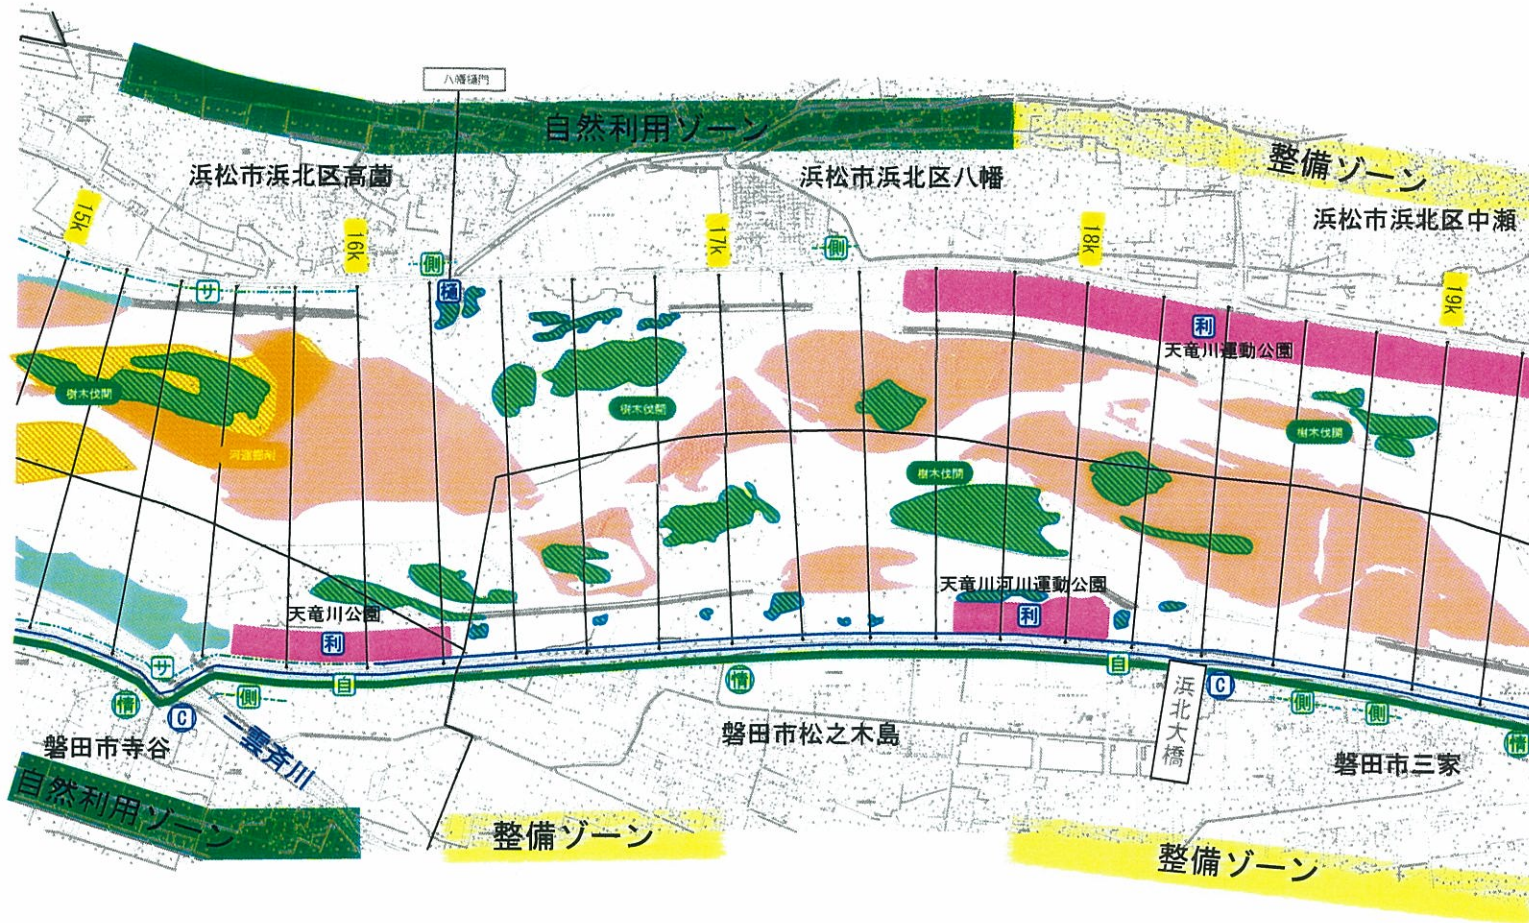 八幡樋門
自然利用ゾーン
整備ゾーン
浜松市浜北区高薗
浜松市浜北区八幡
浜松市浜北区中瀬
15k
16k
17k
18k
19k
側
側
サ
樋
利
天竜川運動公園
樹木伐開
樹木伐開
樹木伐開
河道掘削
樹木伐開
天竜川公園
利
天竜川河川運動公園
利
サ
情
C
側
自
情
自
C
側
側
情
浜北大橋
磐田市寺谷
雲斉川
磐田市松之木島
磐田市三家
自然利用ゾーン
整備ゾーン
整備ゾーン